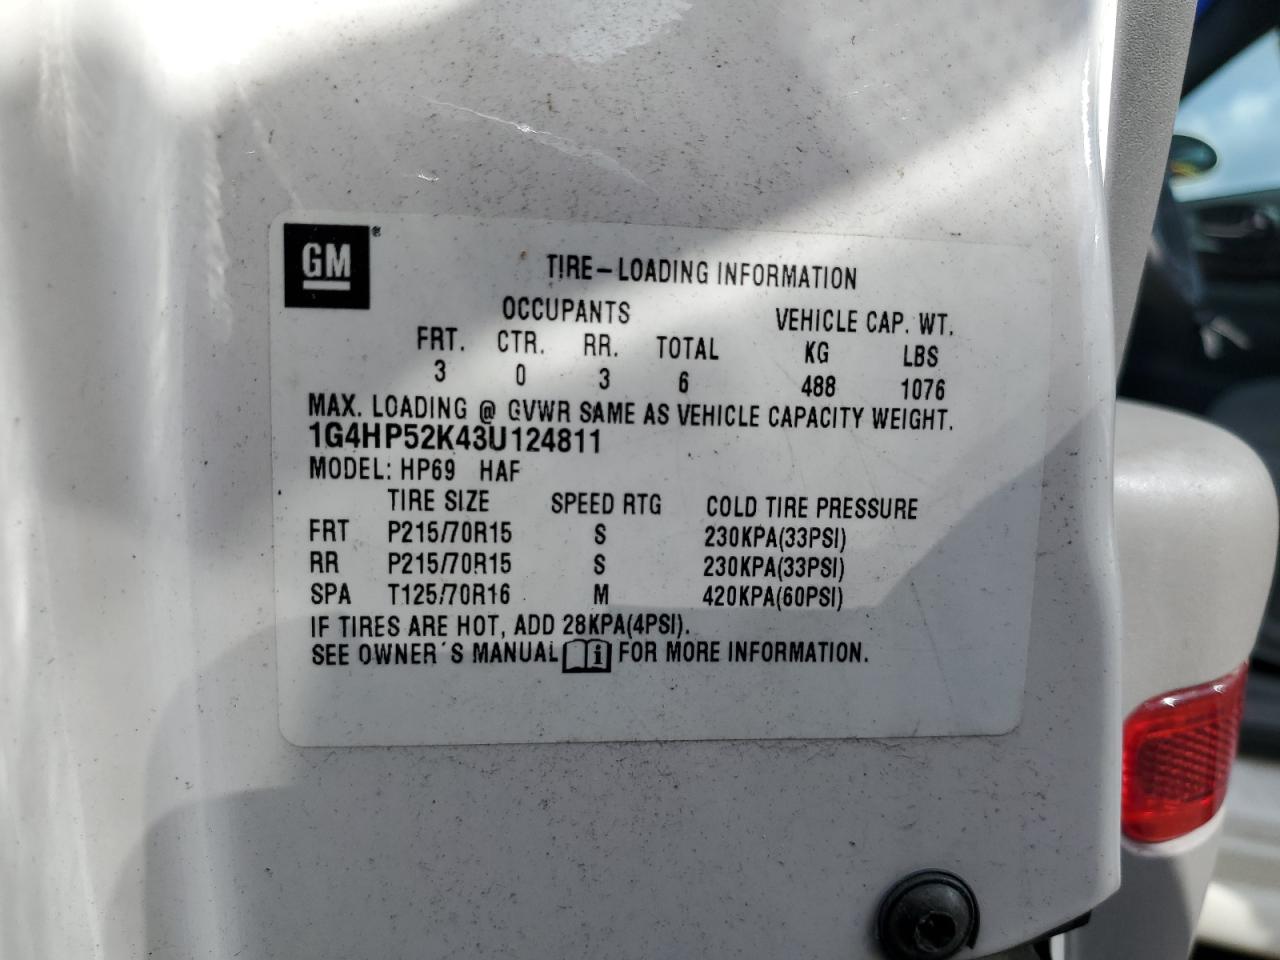 GM®
TIRE-LOADING INFORMATION
OCCUPANTS VEHICLE CAP. WT.
FRT. CTR. RR. TOTAL KG LBS
3 0 3 6 488 1076
MAX. LOADING @ GVWR SAME AS VEHICLE CAPACITY WEIGHT.
1G4HP52K43U124811
MODEL: HP69 HAF
TIRE SIZE SPEED RTG COLD TIRE PRESSURE
FRT P215/70R15 S 230KPA(33PSI)
RR P215/70R15 S 230KPA(33PSI)
SPA T125/70R16 M 420KPA(60PSI)
IF TIRES ARE HOT, ADD 28KPA(4PSI).
SEE OWNER'S MANUAL i FOR MORE INFORMATION.